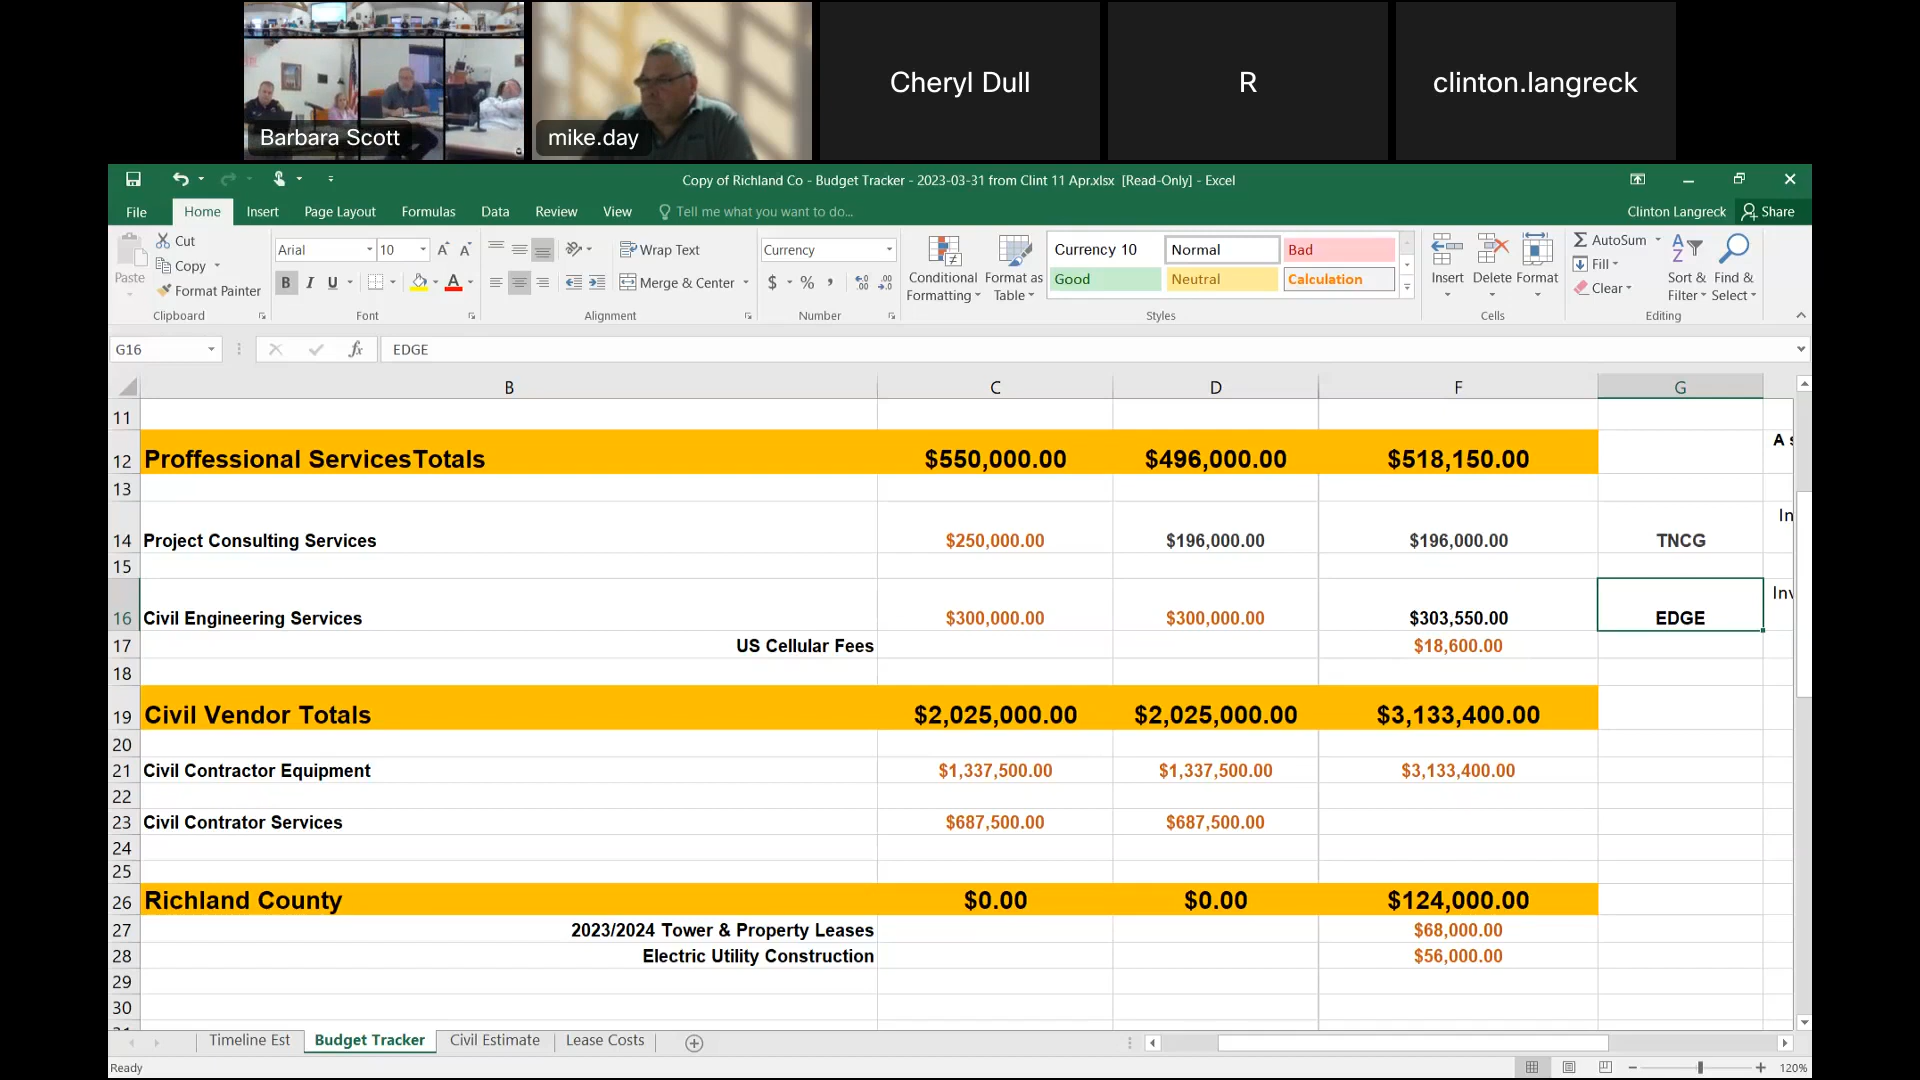 Barbara Scott
mike.day
Cheryl Dull
R
clinton.langreck
Copy of Richland Co - Budget Tracker - 2023-03-31 from Clint 11 Apr.xlsx [Read-Only] - Excel
File Home Insert Page Layout Formulas Data Review View Tell me what you want to do... Clinton Langreck Share
Paste Cut Copy Format Painter Clipboard
Arial 10 B I U A A A Font
Wrap Text Merge & Center Alignment
Currency $ % , Number
Conditional Formatting Format as Table
Currency 10 Normal Bad
Good Neutral Calculation
Styles
Insert Delete Format Cells
AutoSum Fill Clear Sort & Filter Find & Select Editing
G16 fx EDGE
B C D F G
11
12 Proffessional ServicesTotals $550,000.00 $496,000.00 $518,150.00 A s
13
14 Project Consulting Services $250,000.00 $196,000.00 $196,000.00 TNCG In
15
16 Civil Engineering Services $300,000.00 $300,000.00 $303,550.00 EDGE Inv
17 US Cellular Fees $18,600.00
18
19 Civil Vendor Totals $2,025,000.00 $2,025,000.00 $3,133,400.00
20
21 Civil Contractor Equipment $1,337,500.00 $1,337,500.00 $3,133,400.00
22
23 Civil Contrator Services $687,500.00 $687,500.00
24
25
26 Richland County $0.00 $0.00 $124,000.00
27 2023/2024 Tower & Property Leases $68,000.00
28 Electric Utility Construction $56,000.00
29
30
Timeline Est Budget Tracker Civil Estimate Lease Costs
Ready 120%